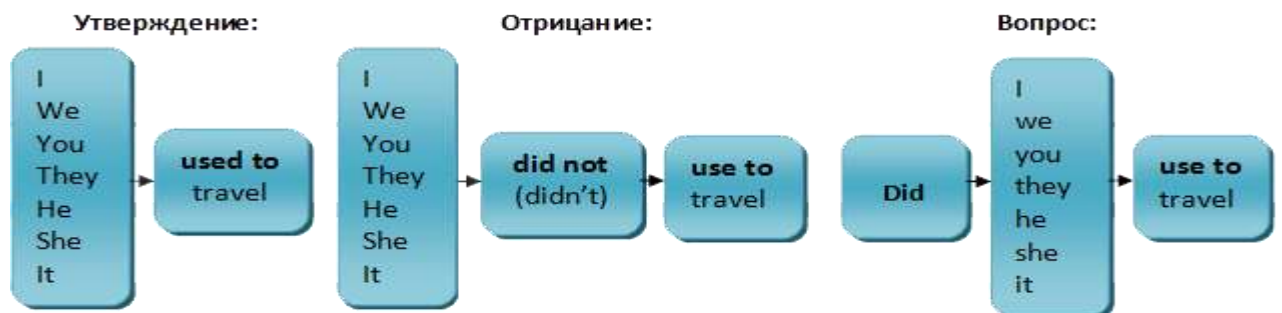 Утверждение:
I
We
You
They
He
She
It
used to
travel
Отрицание:
I
We
You
They
He
She
It
did not
(didn't)
use to
travel
Вопрос:
Did
I
we
you
they
he
she
it
use to
travel